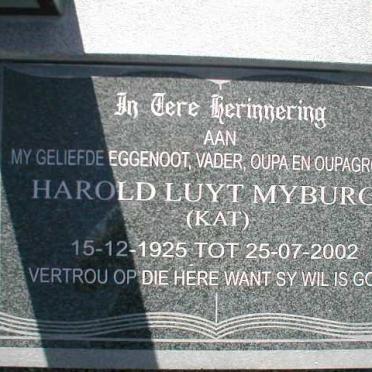 In Tere Herinnering
AAN
MY GELIEFDE EGGENOOT, VADER, OUPA EN OUPAGR
HAROLD LUYT MYBURG
(KAT)
15-12-1925 TOT 25-07-2002
VERTROU OP DIE HERE WANT SY WIL IS GO